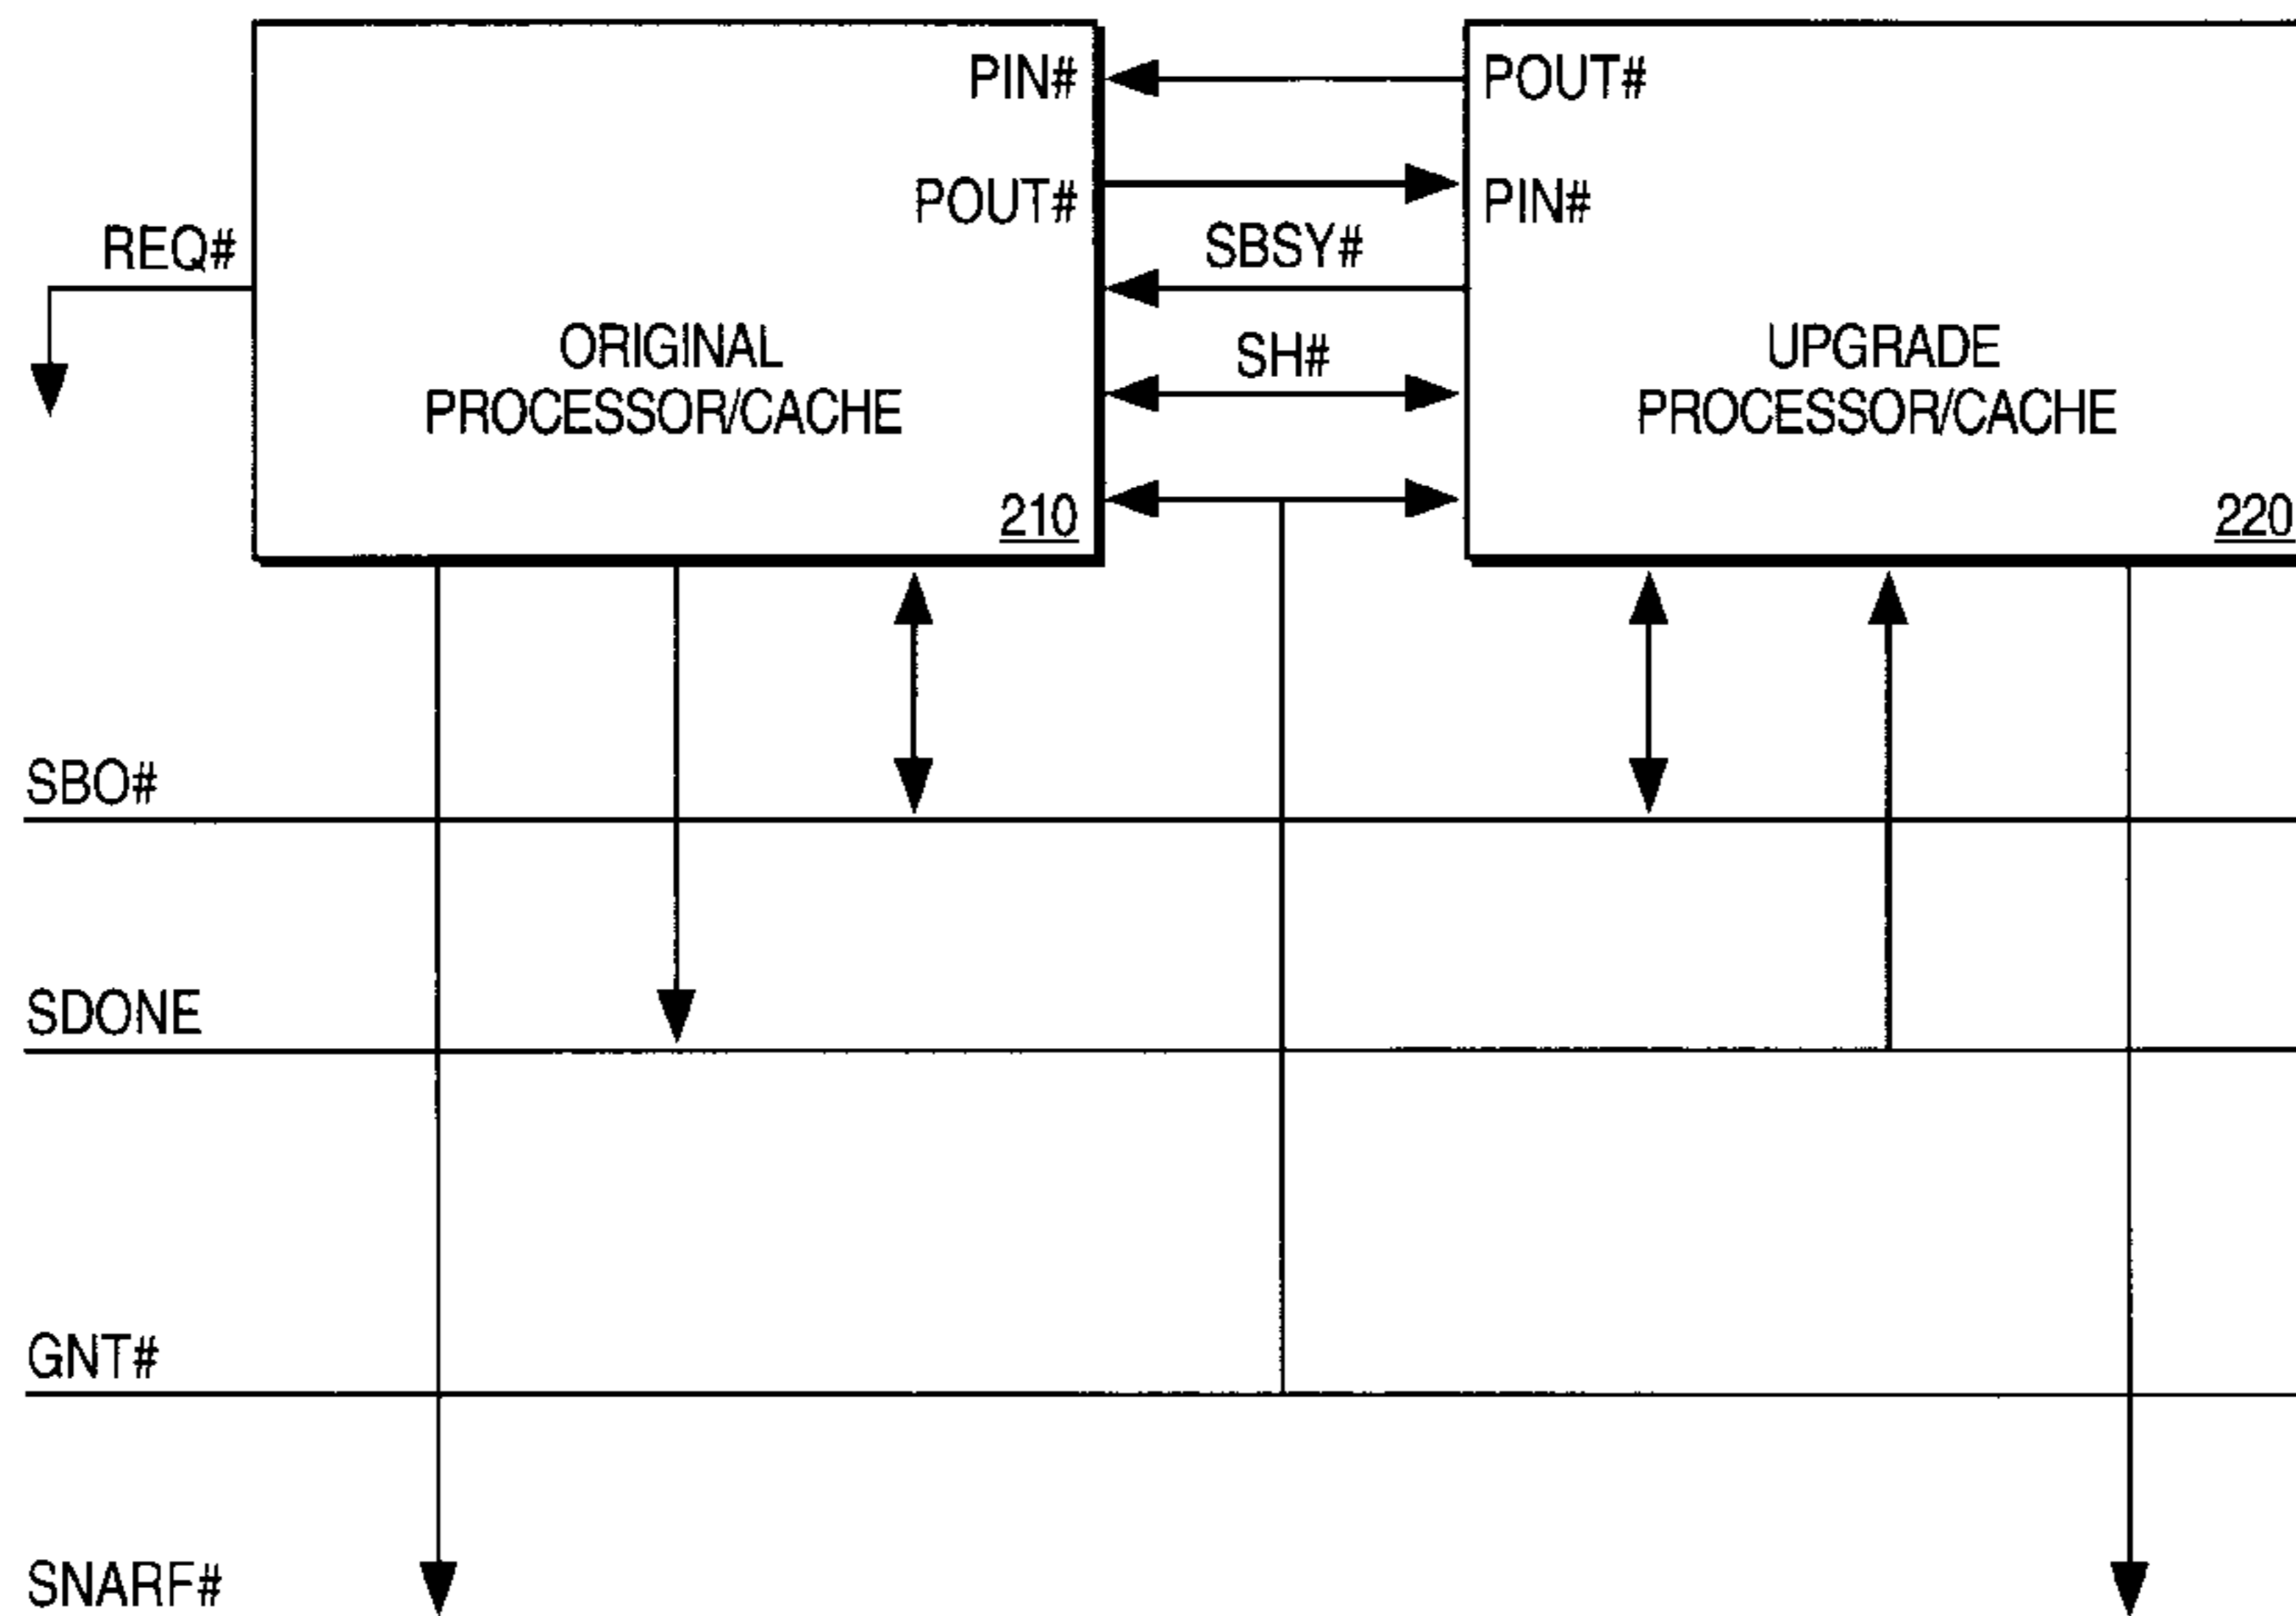 PIN#
POUT#
POUT#
PIN#
REQ#
SBSY#
SH#
ORIGINAL
PROCESSOR/CACHE
210
UPGRADE
PROCESSOR/CACHE
220
SBO#
SDONE
GNT#
SNARF#